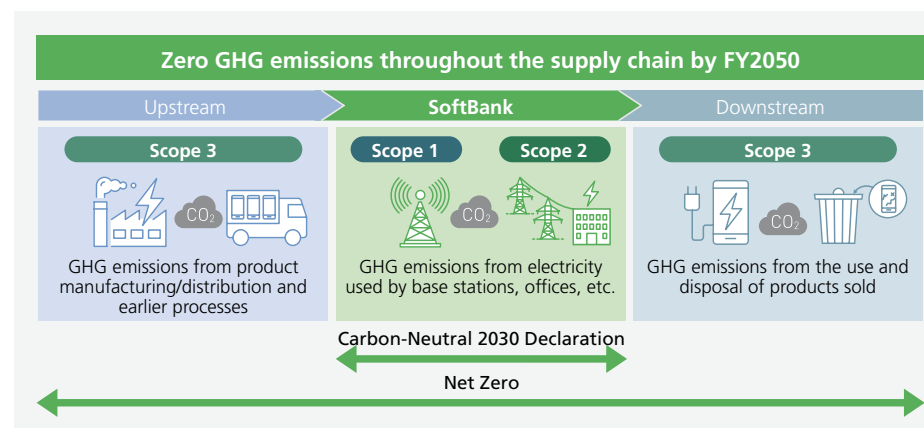 Zero GHG emissions throughout the supply chain by FY2050
Upstream
SoftBank
Downstream
Scope 3
Scope 1
Scope 2
Scope 3
CO₂
CO₂
CO₂
GHG emissions from product
manufacturing/distribution and
earlier processes
GHG emissions from electricity
used by base stations, offices, etc.
GHG emissions from the use and
disposal of products sold
Carbon-Neutral 2030 Declaration
Net Zero